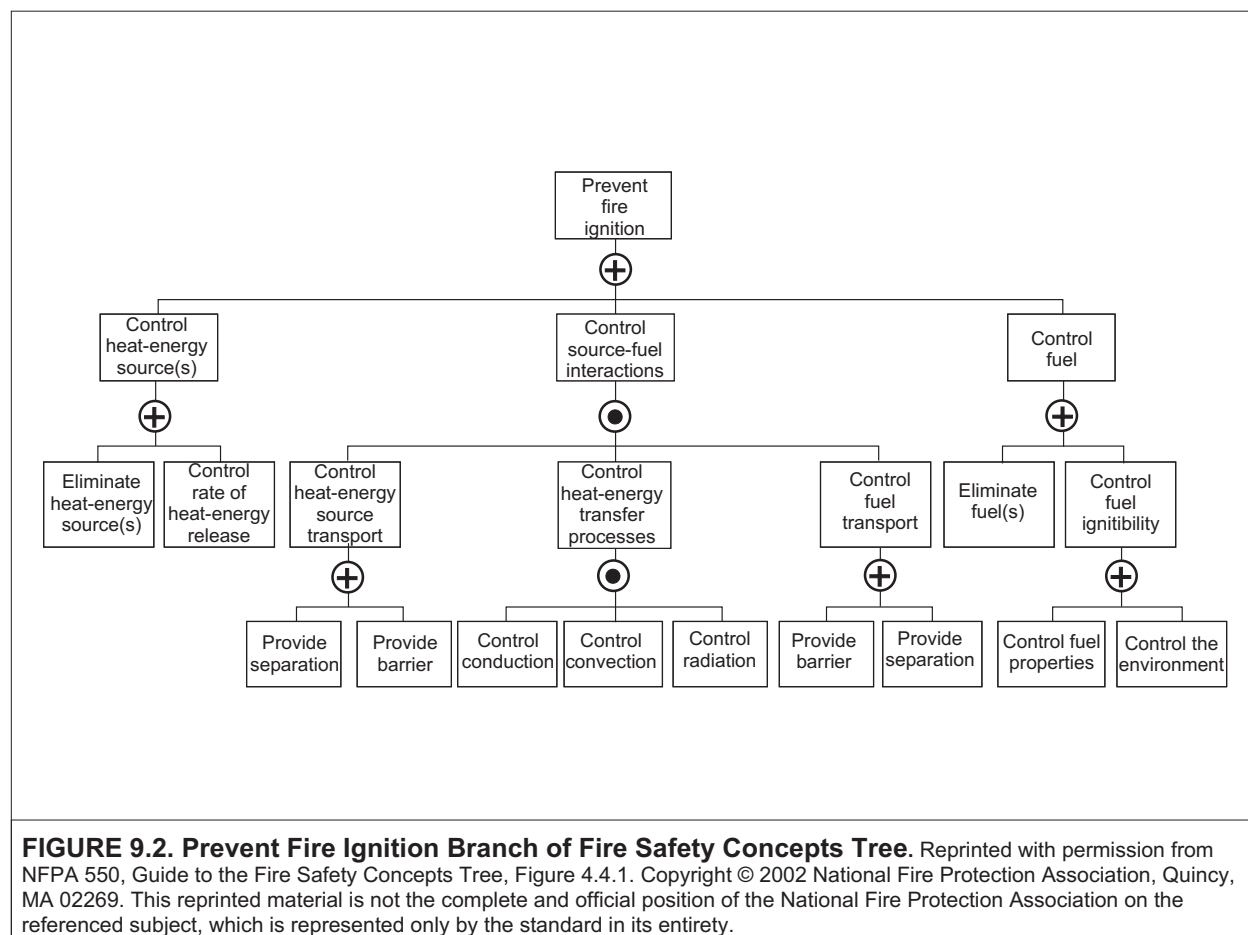 Prevent
fire
ignition
Control
heat-energy
source(s)
Control
source-fuel
interactions
Control
fuel
Eliminate
heat-energy
source(s)
Control
rate of
heat-energy
release
Control
heat-energy
source
transport
Control
heat-energy
transfer
processes
Control
fuel
transport
Eliminate
fuel(s)
Control
fuel
ignitibility
Provide
separation
Provide
barrier
Control
conduction
Control
convection
Control
radiation
Provide
barrier
Provide
separation
Control fuel
properties
Control the
environment
FIGURE 9.2. Prevent Fire Ignition Branch of Fire Safety Concepts Tree. Reprinted with permission from
NFPA 550, Guide to the Fire Safety Concepts Tree, Figure 4.4.1. Copyright © 2002 National Fire Protection Association, Quincy,
MA 02269. This reprinted material is not the complete and official position of the National Fire Protection Association on the
referenced subject, which is represented only by the standard in its entirety.